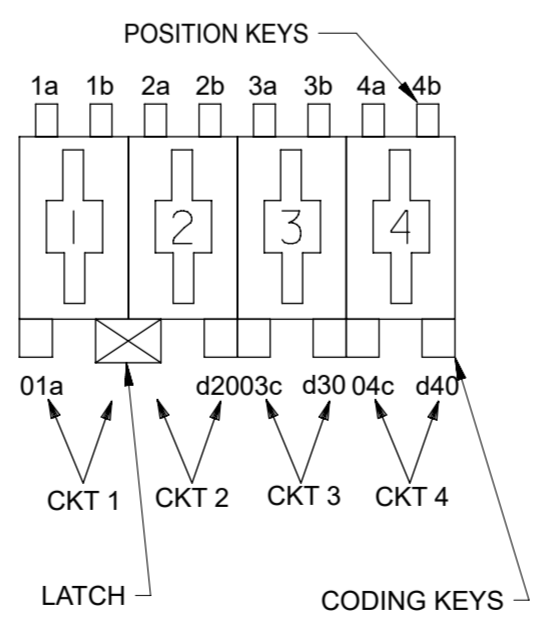 POSITION KEYS
1a 1b 2a 2b 3a 3b 4a 4b
1 2 3 4
01a d2003c d30 04c d40
CKT 1 CKT 2 CKT 3 CKT 4
LATCH CODING KEYS